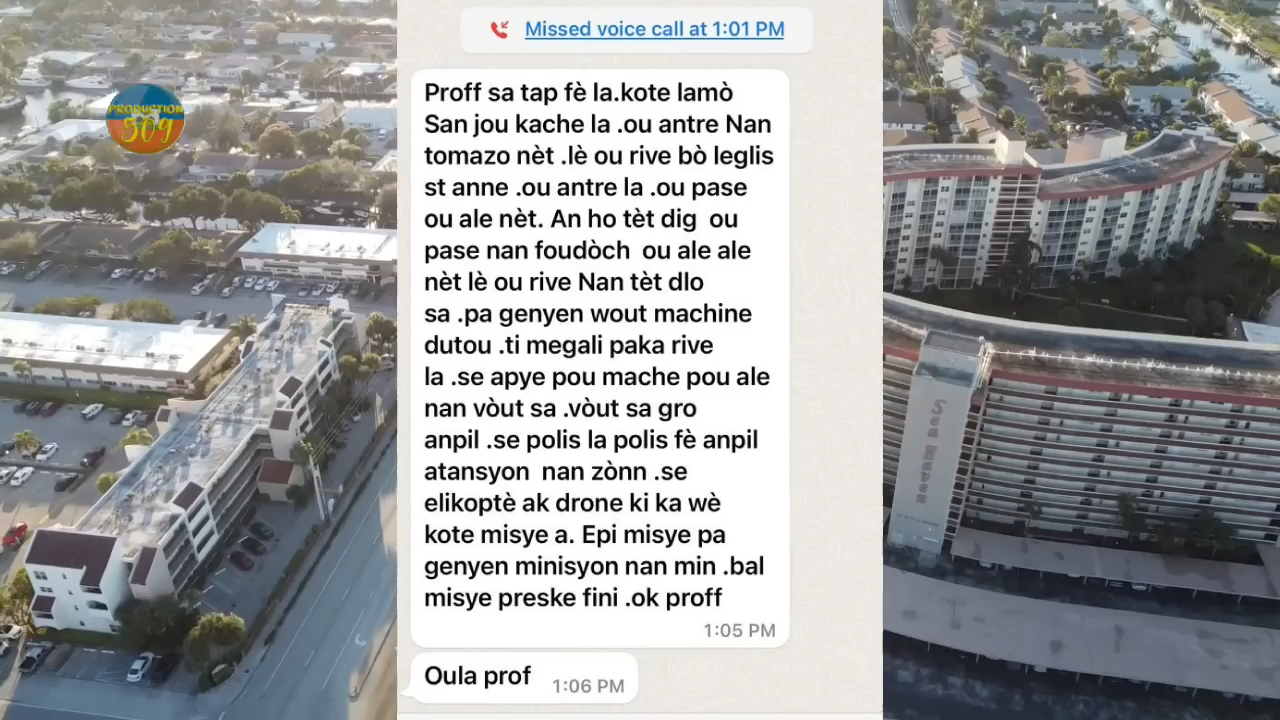 PRODUCTION
509
Missed voice call at 1:01 PM
Proff sa tap fè la.kote lamò
San jou kache la .ou antre Nan
tomazo nèt .lè ou rive bò leglis
st anne .ou antre la .ou pase
ou ale nèt. An ho tèt dig ou
pase nan foudòch ou ale ale
nèt lè ou rive Nan tèt dlo
sa .pa genyen wout machine
dutou .ti megali paka rive
la .se apye pou mache pou ale
nan vòut sa .vòut sa gro
anpil .se polis la polis fè anpil
atansyon nan zònn .se
elikoptè ak drone ki ka wè
kote misye a. Epi misye pa
genyen minisyon nan min .bal
misye preske fini .ok proff
1:05 PM
Oula prof
1:06 PM
Sea Haven